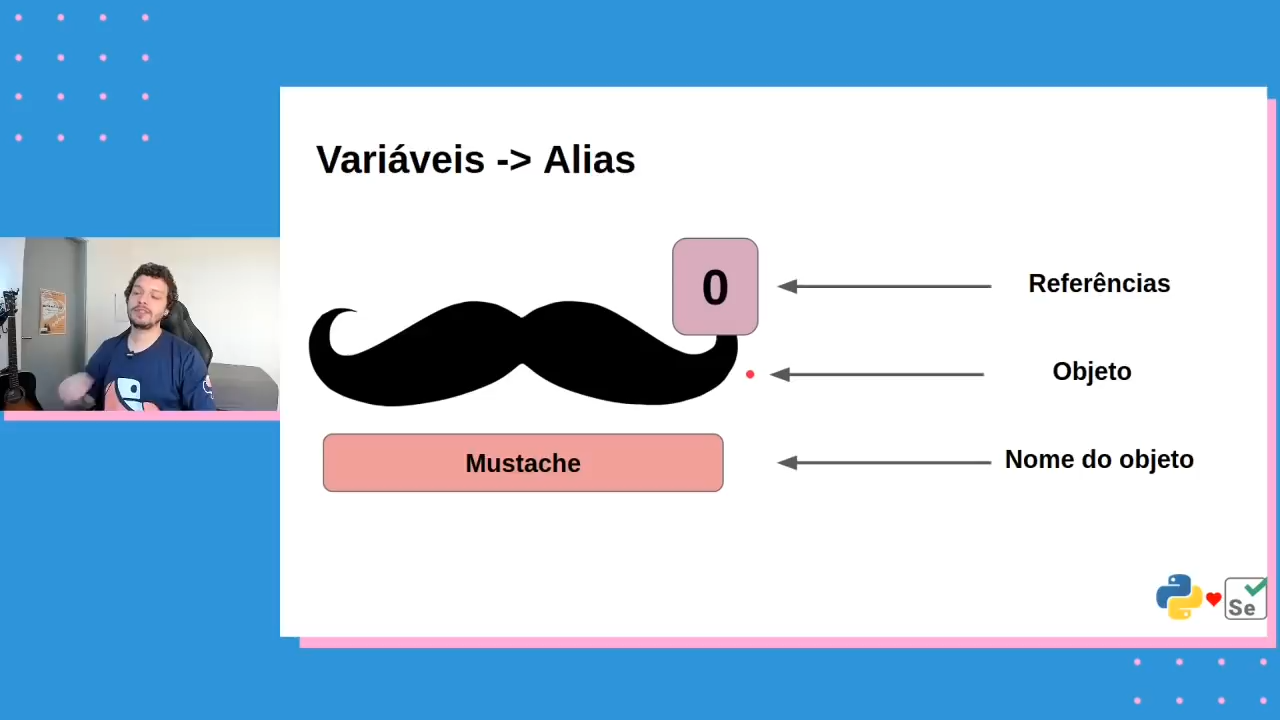 Variáveis -> Alias
0
Referências
Objeto
Mustache
Nome do objeto
Se